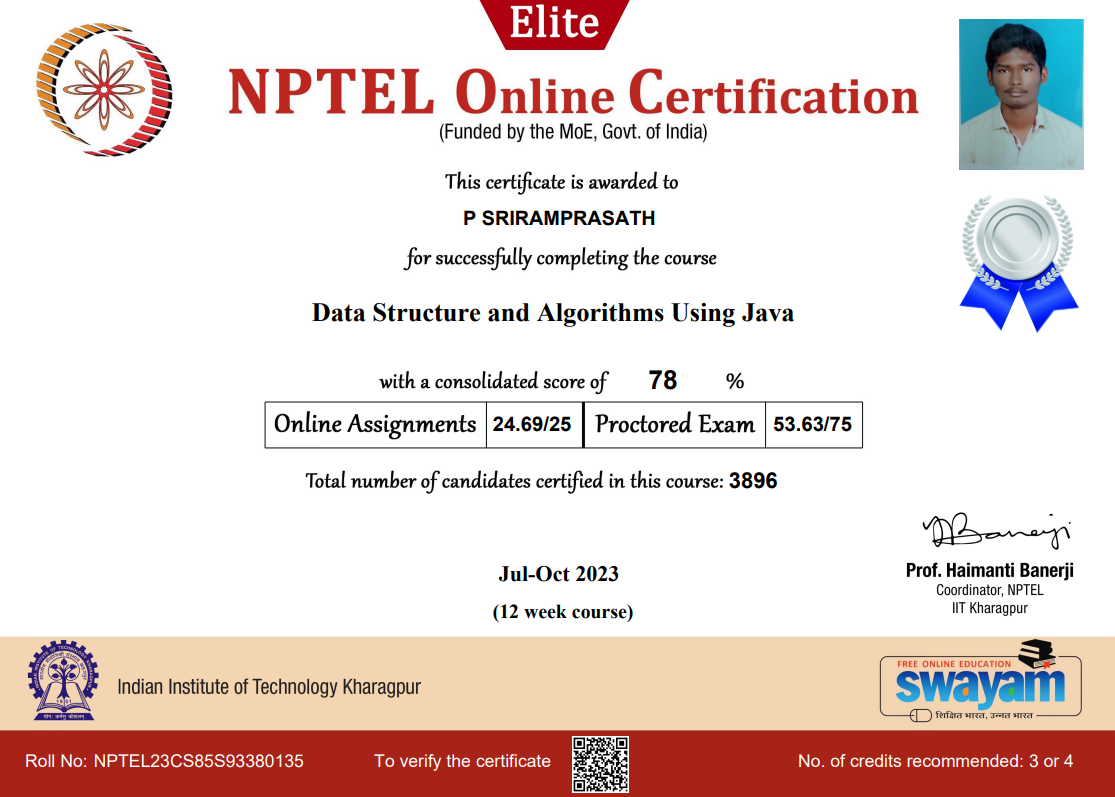 Elite
NPTEL Online Certification
(Funded by the MoE, Govt. of India)
This certificate is awarded to
P SRIRAMPRASATH
for successfully completing the course
Data Structure and Algorithms Using Java
with a consolidated score of 78 %
Online Assignments 24.69/25 Proctored Exam 53.63/75
Total number of candidates certified in this course: 3896
Jul-Oct 2023
(12 week course)
Prof. Haimanti Banerji
Coordinator, NPTEL
IIT Kharagpur
Indian Institute of Technology Kharagpur
FREE ONLINE EDUCATION
swayam
शिक्षित भारत, उन्नत भारत
Roll No: NPTEL23CS85S93380135
To verify the certificate
No. of credits recommended: 3 or 4